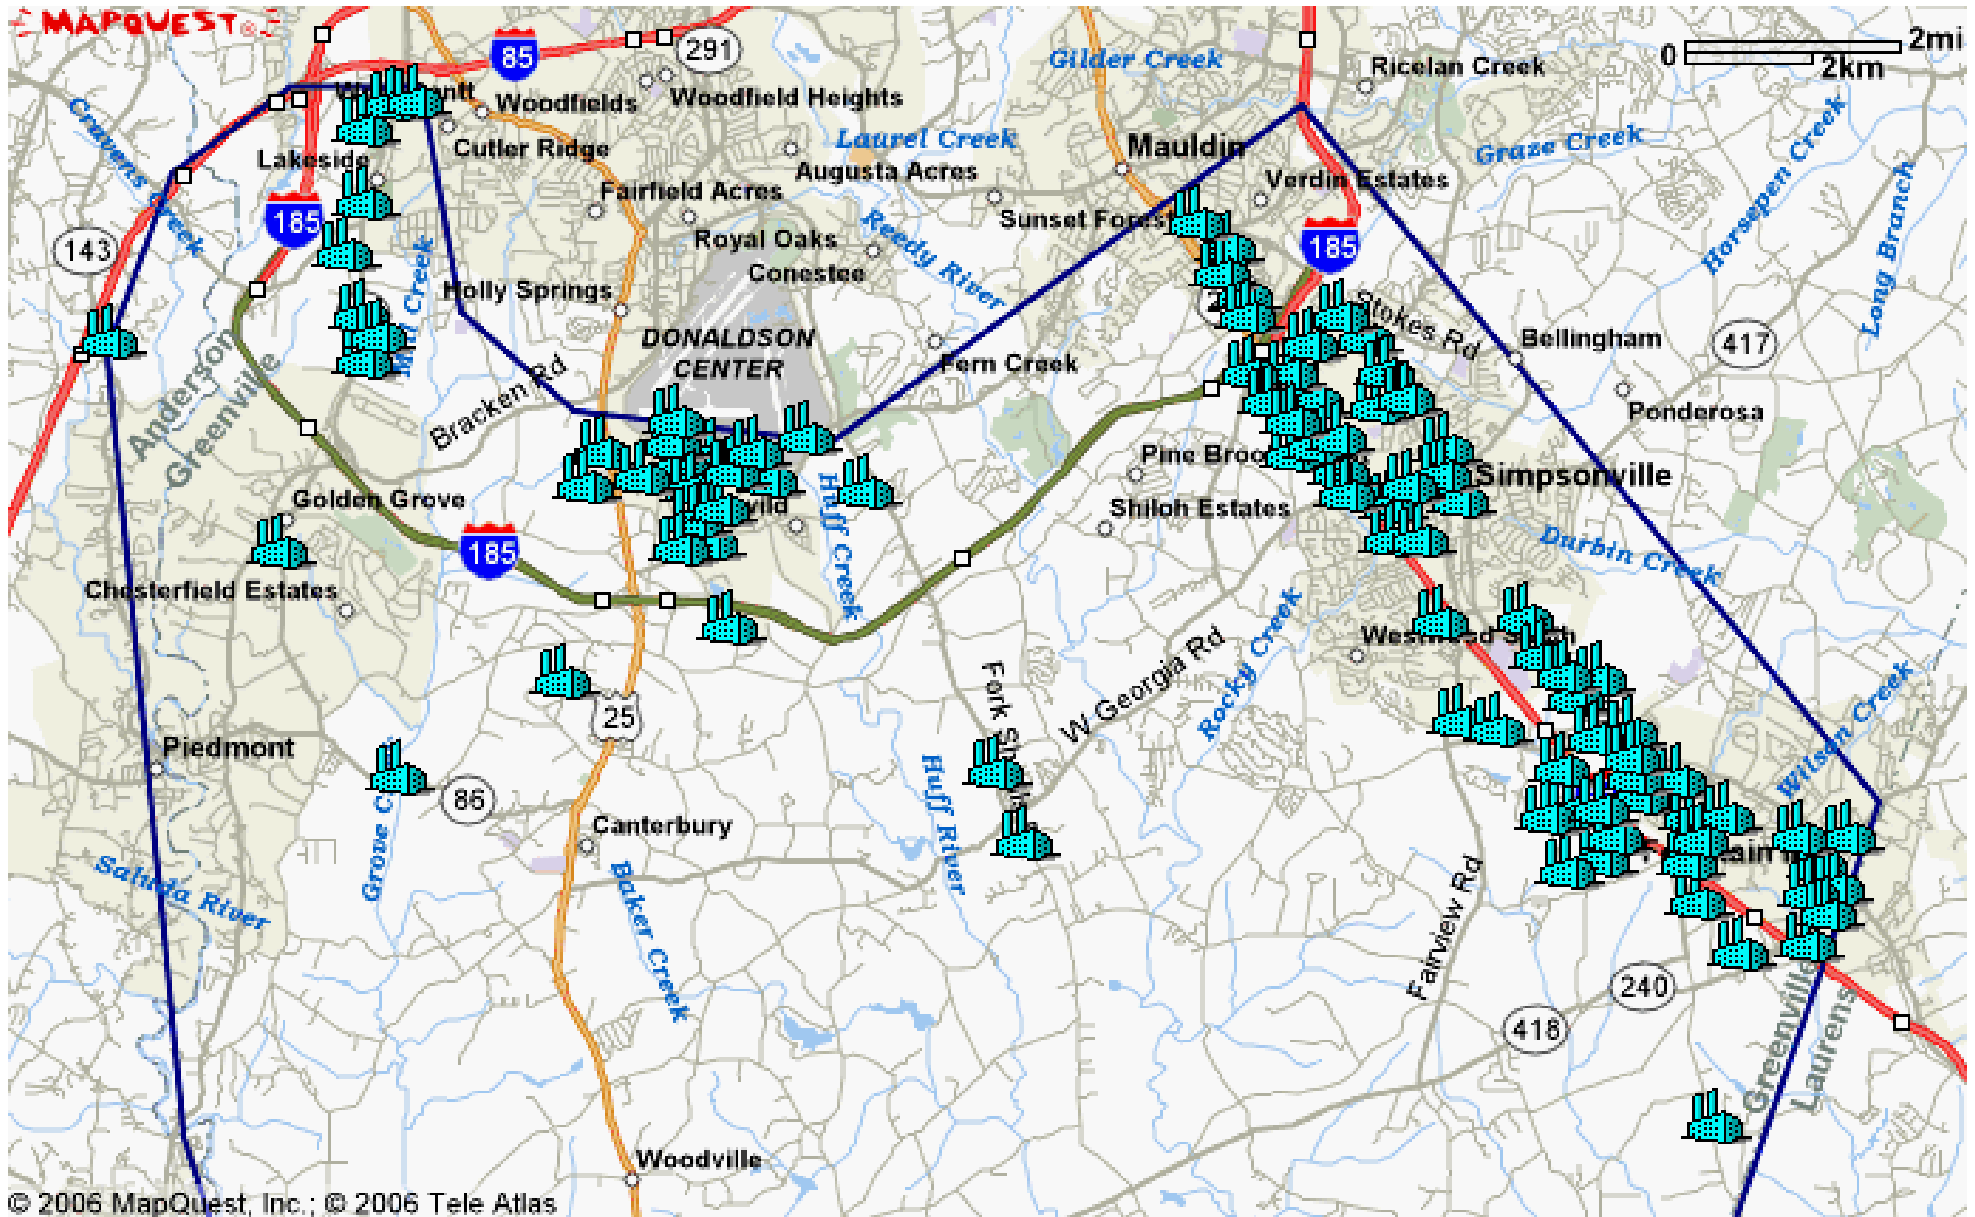 MAPQUEST®
85
291
Gilder Creek
Ricelan Creek
0
2mi
2km
Woodfields
Woodfield Heights
Cravens Creek
Lakeside
Cutler Ridge
Laurel Creek
Augusta Acres
Mauldin
Graze Creek
Horsepen Creek
Long Branch
Fairfield Acres
Verdin Estates
185
143
Royal Oaks
Conestee
Reedy River
Sunset Forest
185
Mill Creek
Holly Springs
Stokes Rd
Bellingham
417
DONALDSON
CENTER
Fern Creek
Anderson
Greenville
Bracken Rd
Ponderosa
Pine Broo
Simpsonville
Golden Grove
Shiloh Estates
Huff Creek
185
Durbin Creek
Chesterfield Estates
Rocky Creek
W Georgia Rd
Fork
25
Piedmont
Wilson Creek
86
Huff River
Canterbury
Grove
Saluda River
Baker Creek
Fairview Rd
240
418
Greenville
Laurens
Woodville
© 2006 MapQuest, Inc.; © 2006 Tele Atlas